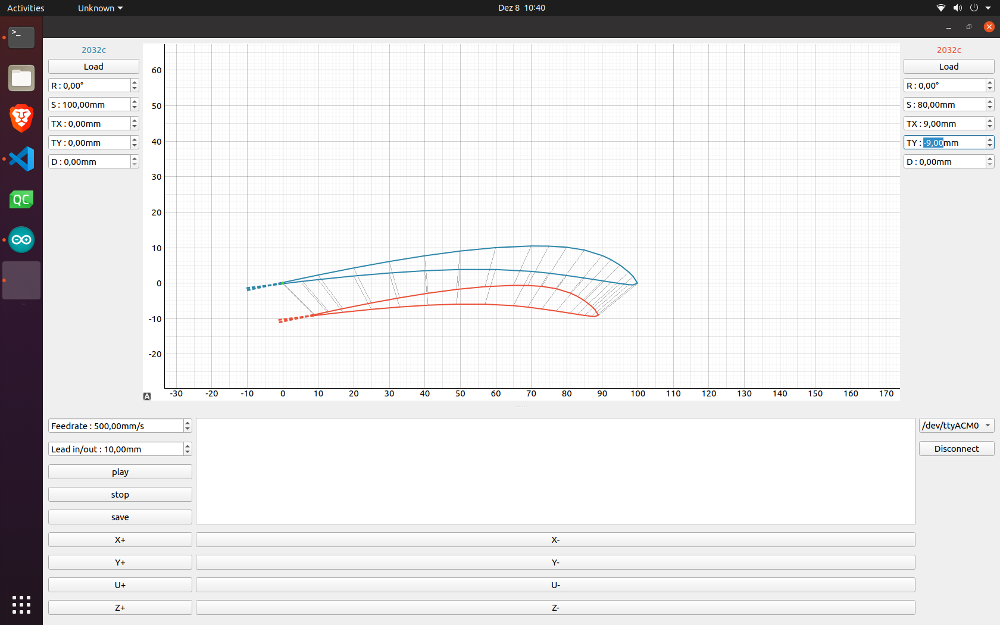 Activities
Unknown
Dez 8 10:40
>_
QC
2032c
Load
R : 0,00°
S : 100,00mm
TX : 0,00mm
TY : 0,00mm
D : 0,00mm
60
50
40
30
20
10
0
-10
-20
A
-30 -20 -10 0 10 20 30 40 50 60 70 80 90 100 110 120 130 140 150 160 170
2032c
Load
R : 0,00°
S : 80,00mm
TX : 9,00mm
TY : -9,00mm
D : 0,00mm
Feedrate : 500,00mm/s
Lead in/out : 10,00mm
play
stop
save
X+
X-
Y+
Y-
U+
U-
Z+
Z-
/dev/ttyACM0
Disconnect